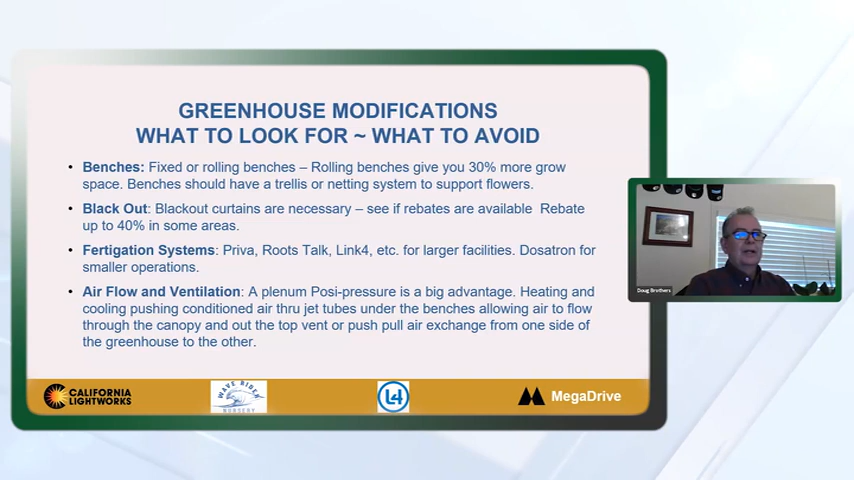 GREENHOUSE MODIFICATIONS
WHAT TO LOOK FOR ~ WHAT TO AVOID
• Benches: Fixed or rolling benches – Rolling benches give you 30% more grow
space. Benches should have a trellis or netting system to support flowers.
• Black Out: Blackout curtains are necessary – see if rebates are available  Rebate
up to 40% in some areas.
• Fertigation Systems: Priva, Roots Talk, Link4, etc. for larger facilities. Dosatron for
smaller operations.
• Air Flow and Ventilation: A plenum Posi-pressure is a big advantage. Heating and
cooling pushing conditioned air thru jet tubes under the benches allowing air to flow
through the canopy and out the top vent or push pull air exchange from one side of
the greenhouse to the other.
Doug Brothers
CALIFORNIA
LIGHTWORKS
WAVE RIDER
NURSERY
L4
MegaDrive